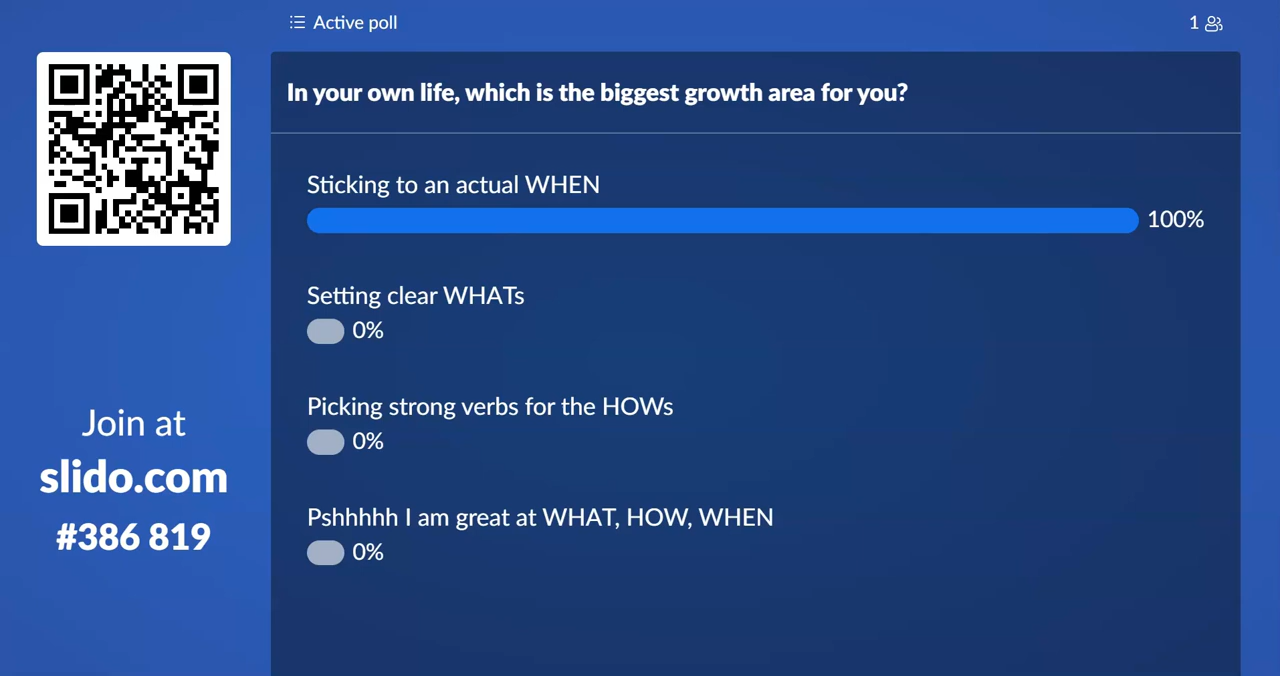 Active poll
1
In your own life, which is the biggest growth area for you?
Sticking to an actual WHEN
100%
Setting clear WHATs
0%
Picking strong verbs for the HOWs
0%
Pshhhhh I am great at WHAT, HOW, WHEN
0%
Join at
slido.com
#386 819